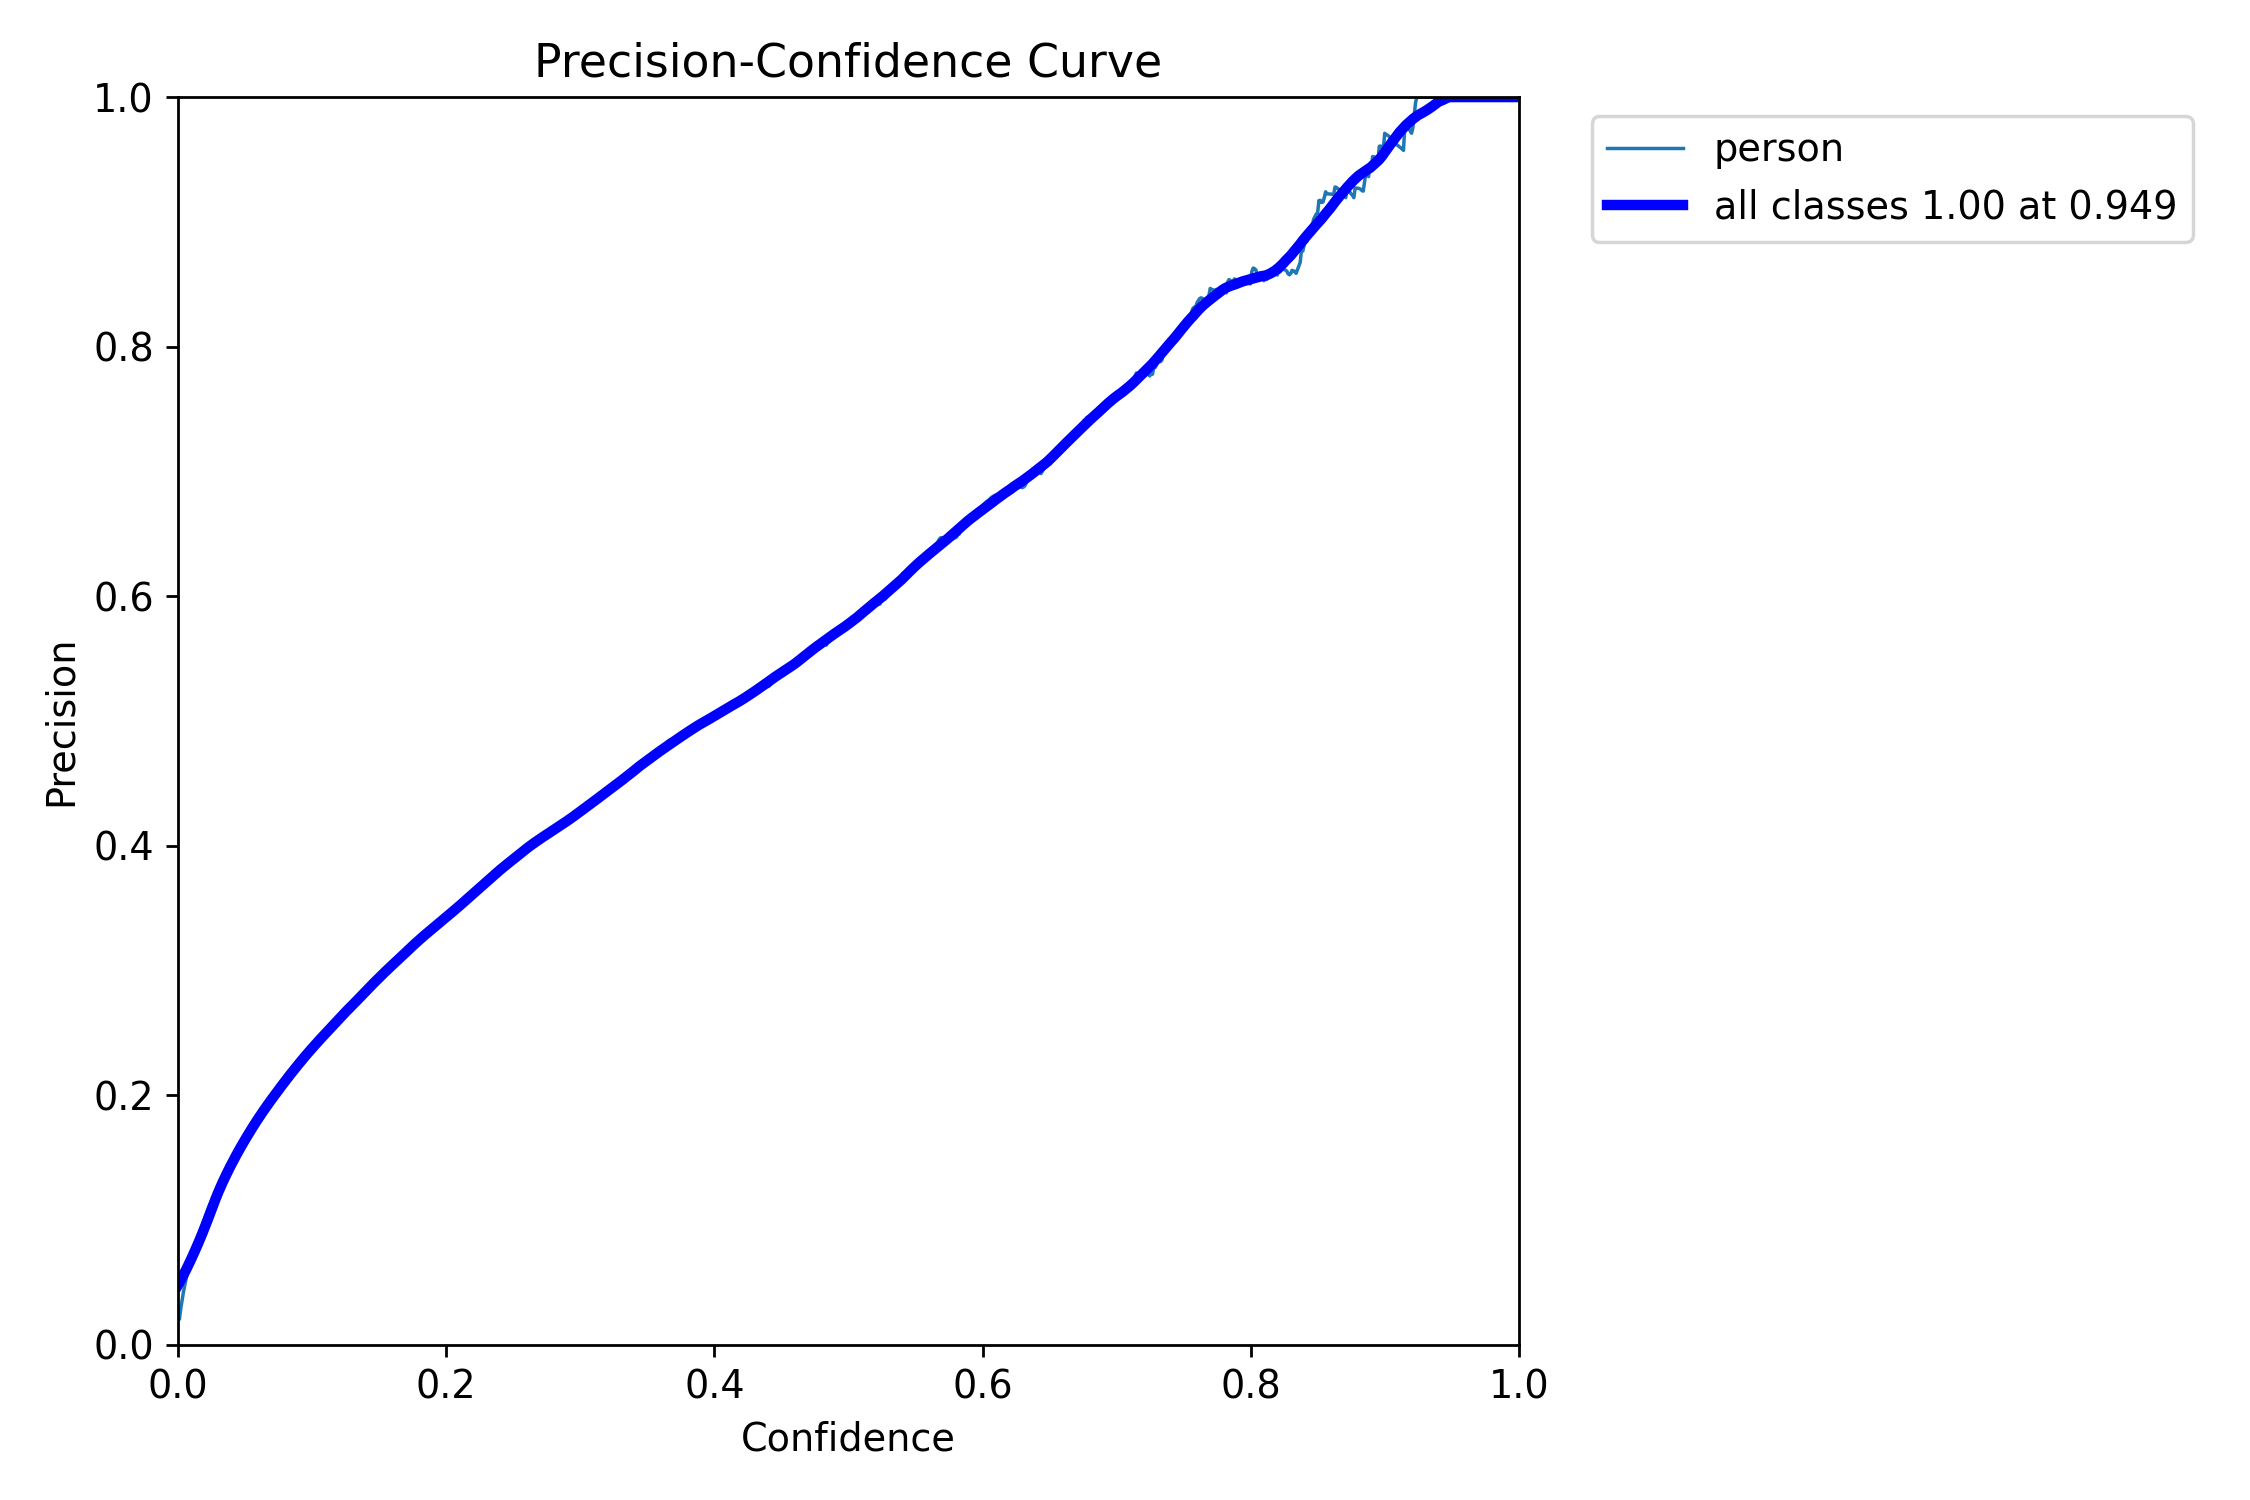 Precision-Confidence Curve
1.0
0.8
0.6
0.4
0.2
0.0
Precision
0.0 0.2 0.4 0.6 0.8 1.0
Confidence
person
all classes 1.00 at 0.949